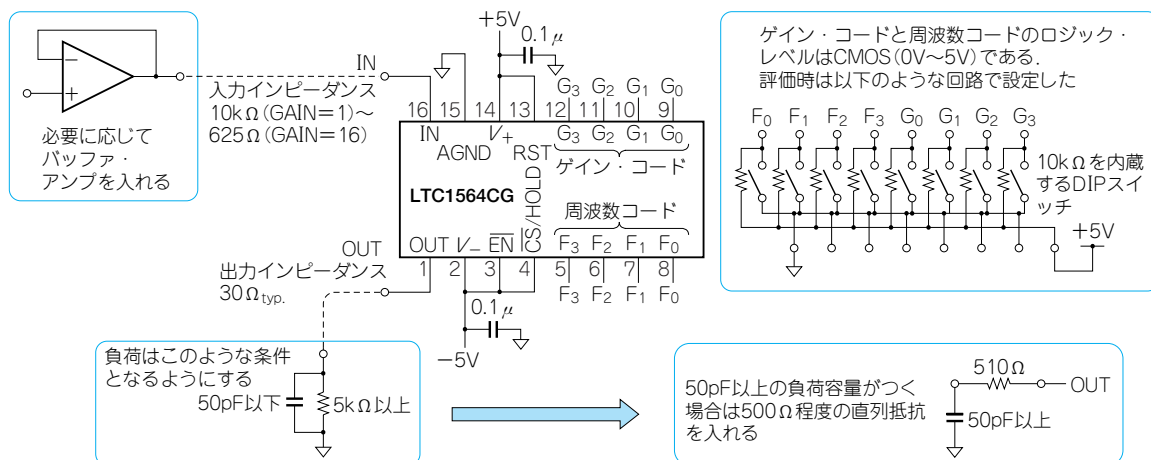 必要に応じて
バッファ・
アンプを入れる
IN
入力インピーダンス
10kΩ(GAIN=1)〜
625Ω(GAIN=16)
+5V
0.1μ
G3 G2 G1 G0
16 15 14 13 12 11 10 9
IN AGND V+ RST G3 G2 G1 G0
ゲイン・コード
LTC1564CG
周波数コード
OUT V− EN CS/HOLD F3 F2 F1 F0
1 2 3 4 5 6 7 8
F3 F2 F1 F0
OUT
出力インピーダンス
30Ωtyp.
0.1μ
−5V
ゲイン・コードと周波数コードのロジック・
レベルはCMOS(0V〜5V)である．
評価時は以下のような回路で設定した
F0 F1 F2 F3 G0 G1 G2 G3
10kΩを内蔵
するDIPスイ
ッチ
+5V
負荷はこのような条件
となるようにする
50pF以下
5kΩ以上
50pF以上の負荷容量がつく
場合は500Ω程度の直列抵抗
を入れる
510Ω
OUT
50pF以上